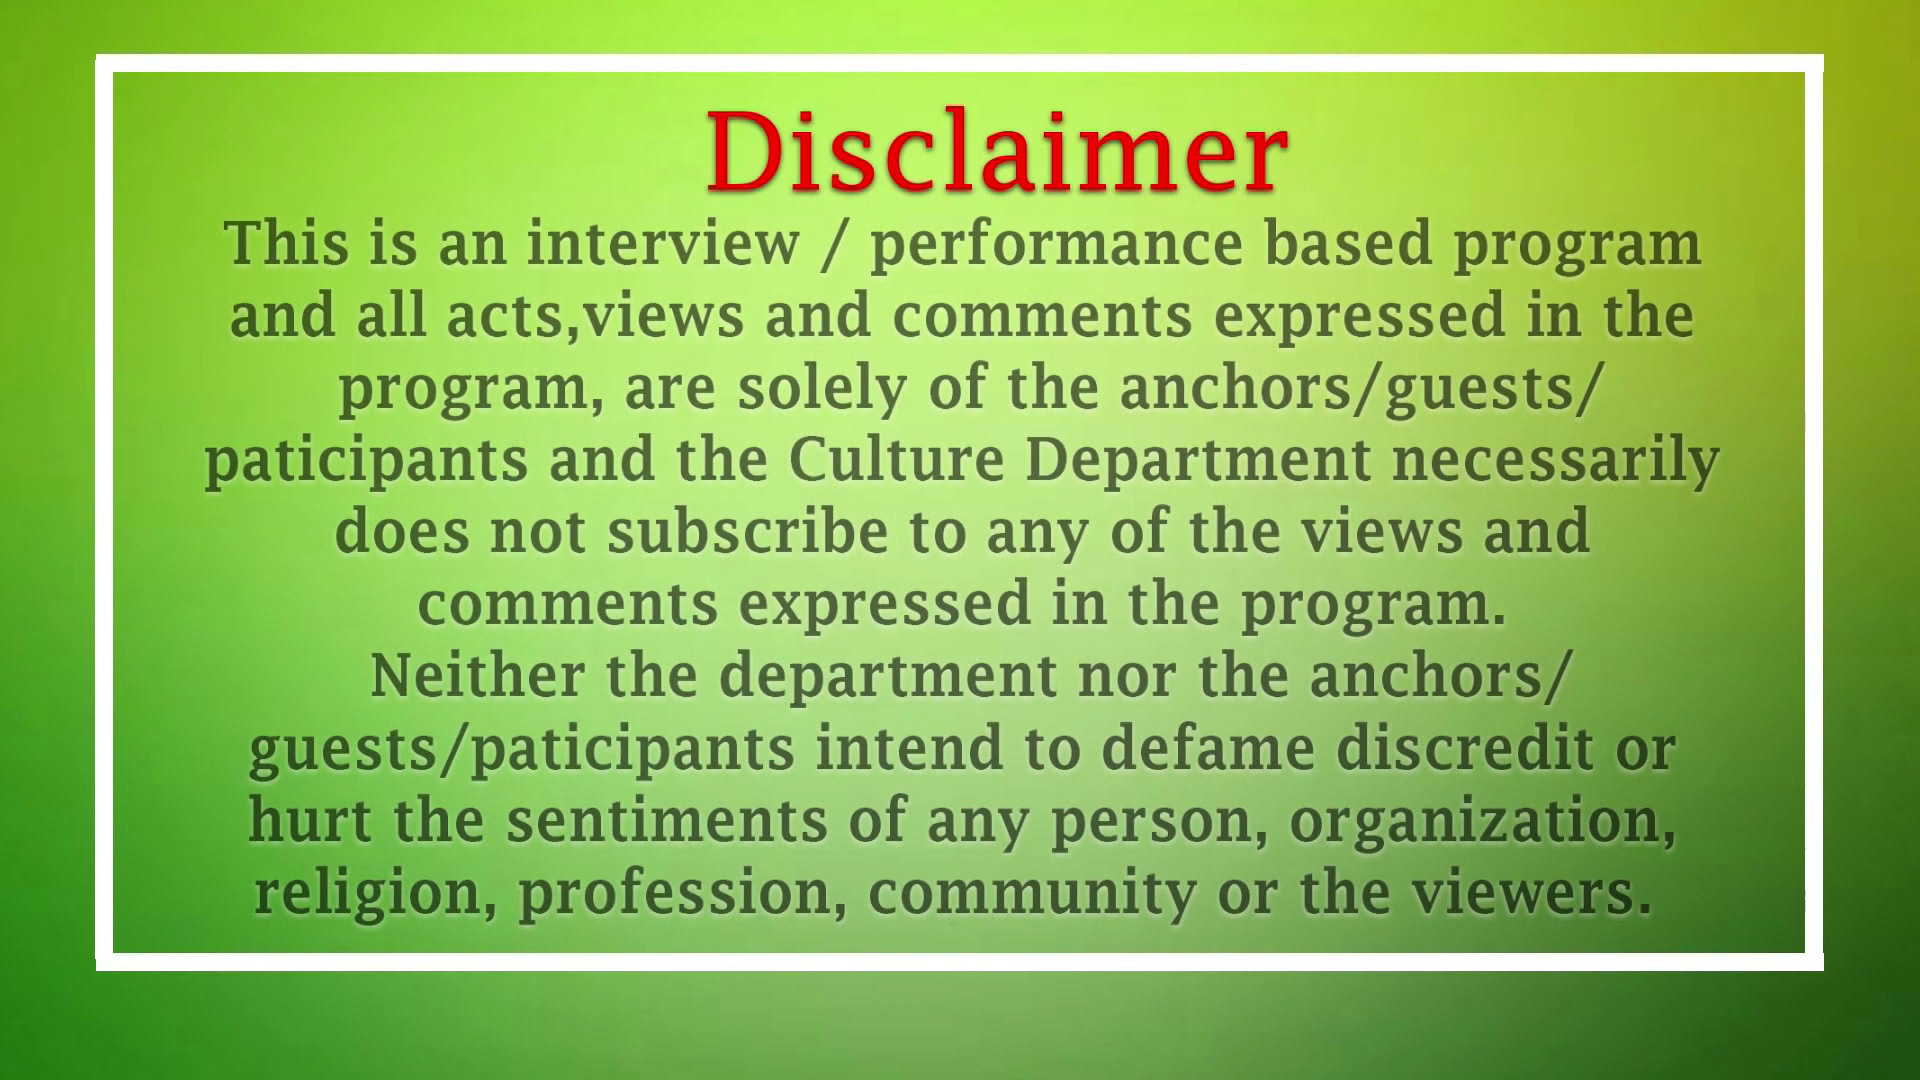 Disclaimer
This is an interview / performance based program
and all acts,views and comments expressed in the
program, are solely of the anchors/guests/
paticipants and the Culture Department necessarily
does not subscribe to any of the views and
comments expressed in the program.
Neither the department nor the anchors/
guests/paticipants intend to defame discredit or
hurt the sentiments of any person, organization,
religion, profession, community or the viewers.